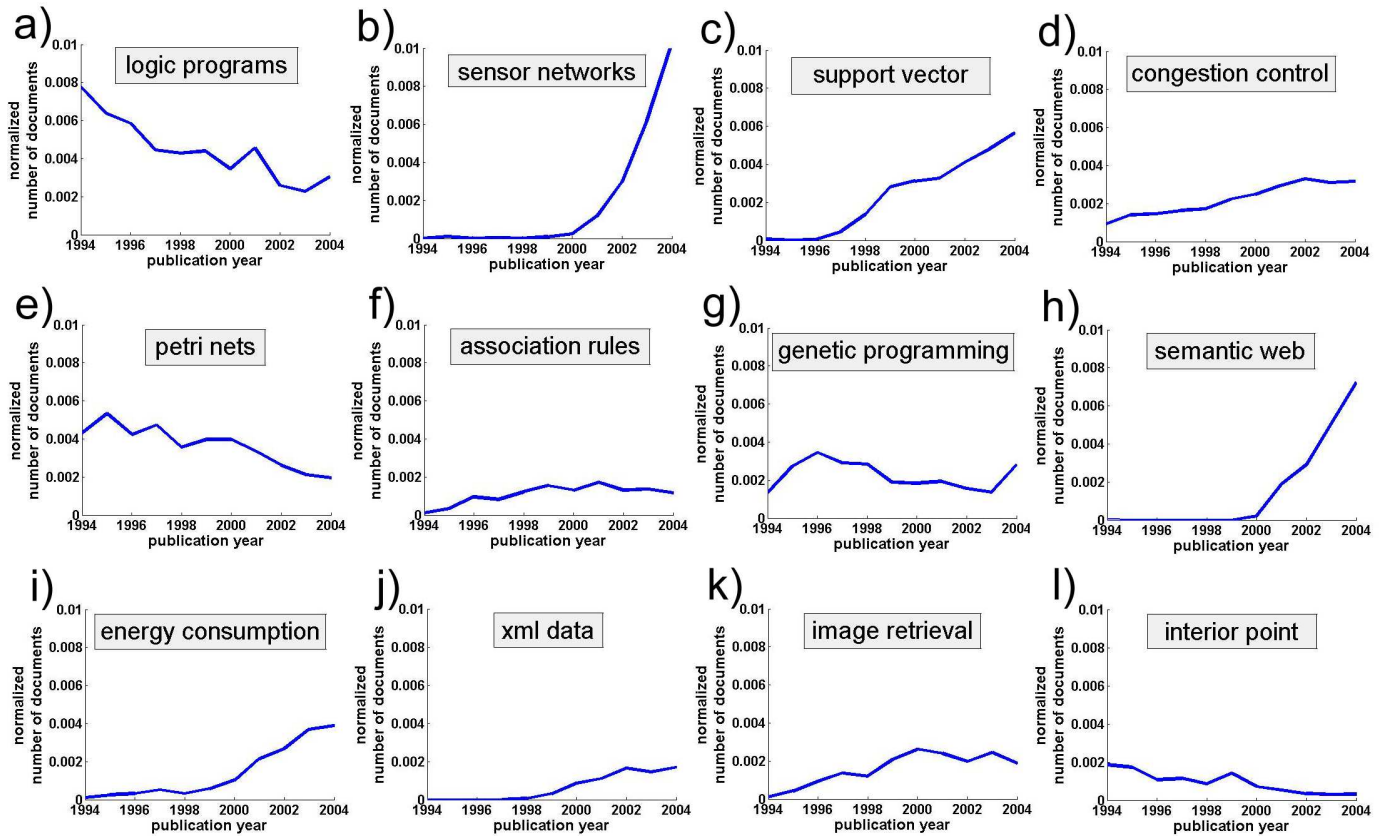 a)
logic programs
normalized
number of documents
0.01
0.008
0.006
0.004
0.002
0
1994 1996 1998 2000 2002 2004
publication year
b)
sensor networks
normalized
number of documents
0.01
0.008
0.006
0.004
0.002
0
1994 1996 1998 2000 2002 2004
publication year
c)
support vector
normalized
number of documents
0.01
0.008
0.006
0.004
0.002
0
1994 1996 1998 2000 2002 2004
publication year
d)
congestion control
normalized
number of documents
0.01
0.008
0.006
0.004
0.002
0
1994 1996 1998 2000 2002 2004
publication year
e)
petri nets
normalized
number of documents
0.01
0.008
0.006
0.004
0.002
0
1994 1996 1998 2000 2002 2004
publication year
f)
association rules
normalized
number of documents
0.01
0.008
0.006
0.004
0.002
0
1994 1996 1998 2000 2002 2004
publication year
g)
genetic programming
normalized
number of documents
0.01
0.008
0.006
0.004
0.002
0
1994 1996 1998 2000 2002 2004
publication year
h)
semantic web
normalized
number of documents
0.01
0.008
0.006
0.004
0.002
0
1994 1996 1998 2000 2002 2004
publication year
i)
energy consumption
normalized
number of documents
0.01
0.008
0.006
0.004
0.002
0
1994 1996 1998 2000 2002 2004
publication year
j)
xml data
normalized
number of documents
0.01
0.008
0.006
0.004
0.002
0
1994 1996 1998 2000 2002 2004
publication year
k)
image retrieval
normalized
number of documents
0.01
0.008
0.006
0.004
0.002
0
1994 1996 1998 2000 2002 2004
publication year
l)
interior point
normalized
number of documents
0.01
0.008
0.006
0.004
0.002
0
1994 1996 1998 2000 2002 2004
publication year